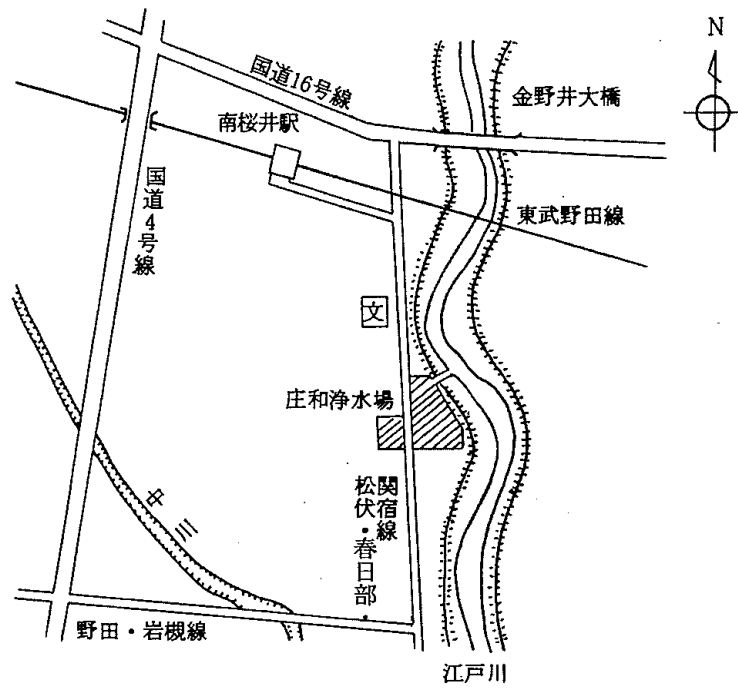 N
国道16号線
金野井大橋
南桜井駅
東武野田線
国道4号線
文
庄和浄水場
中川
関宿線
松伏・春日部
野田・岩槻線
江戸川